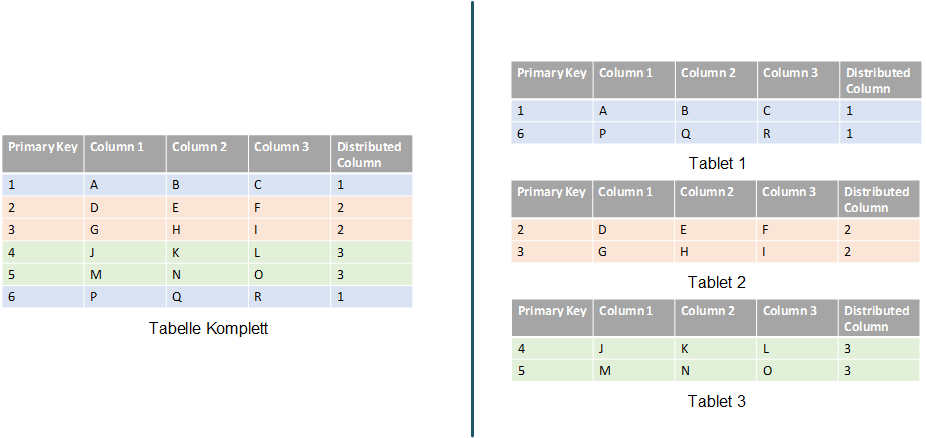 Primary Key Column 1 Column 2 Column 3 Distributed
Column
1 A B C 1
2 D E F 2
3 G H I 2
4 J K L 3
5 M N O 3
6 P Q R 1
Tabelle Komplett
Primary Key Column 1 Column 2 Column 3 Distributed
Column
1 A B C 1
6 P Q R 1
Tablet 1
Primary Key Column 1 Column 2 Column 3 Distributed
Column
2 D E F 2
3 G H I 2
Tablet 2
Primary Key Column 1 Column 2 Column 3 Distributed
Column
4 J K L 3
5 M N O 3
Tablet 3